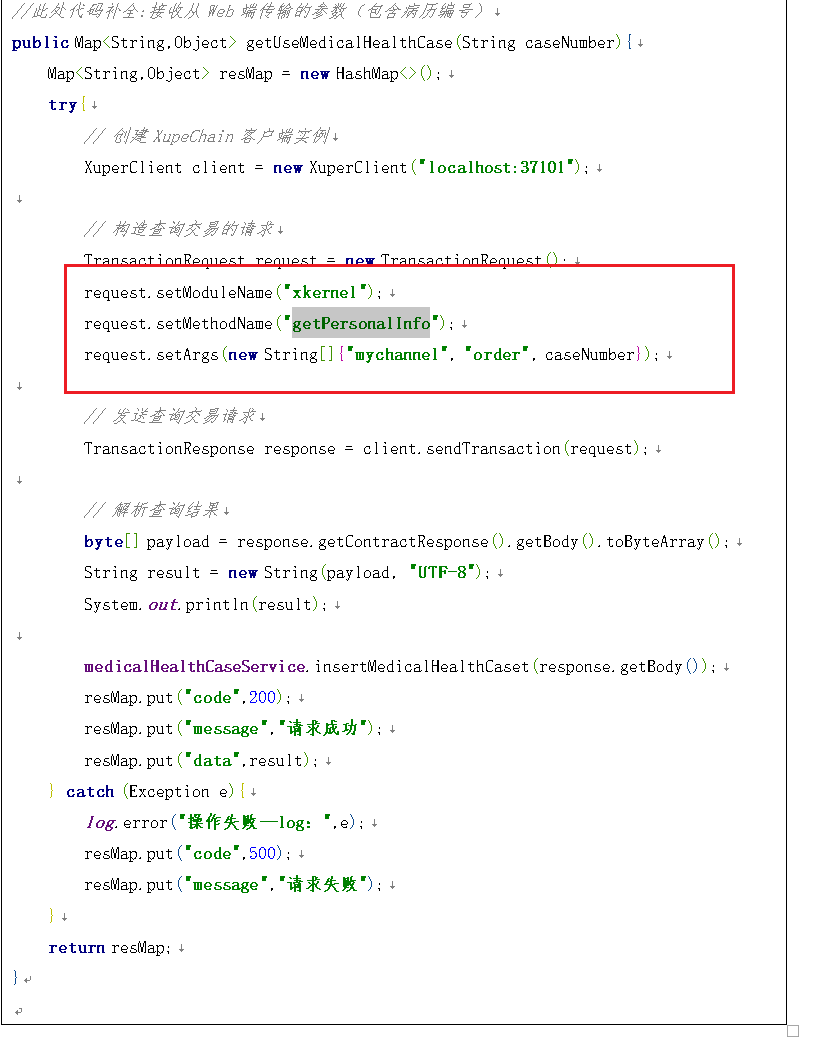 //此处代码补全:接收从 Web 端传输的参数（包含病历编号）↓
public Map<String,Object> getUseMedicalHealthCase(String caseNumber){↓
Map<String,Object> resMap = new HashMap<>();↓
try{↓
// 创建 XupeChain 客户端实例↓
XuperClient client = new XuperClient("localhost:37101");↓
↓
// 构造查询交易的请求↓
TransactionRequest request = new TransactionRequest();↓
request.setModuleName("xkernel");↓
request.setMethodName("getPersonalInfo");↓
request.setArgs(new String[]{"mychannel", "order", caseNumber});↓
↓
// 发送查询交易请求↓
TransactionResponse response = client.sendTransaction(request);↓
↓
// 解析查询结果↓
byte[] payload = response.getContractResponse().getBody().toByteArray();↓
String result = new String(payload, "UTF-8");↓
System.out.println(result);↓
↓
medicalHealthCaseService.insertMedicalHealthCaset(response.getBody());↓
resMap.put("code",200);↓
resMap.put("message","请求成功");↓
resMap.put("data",result);↓
} catch (Exception e){↓
log.error("操作失败—log：",e);↓
resMap.put("code",500);↓
resMap.put("message","请求失败");↓
}↓
return resMap;↓
}↵
↵